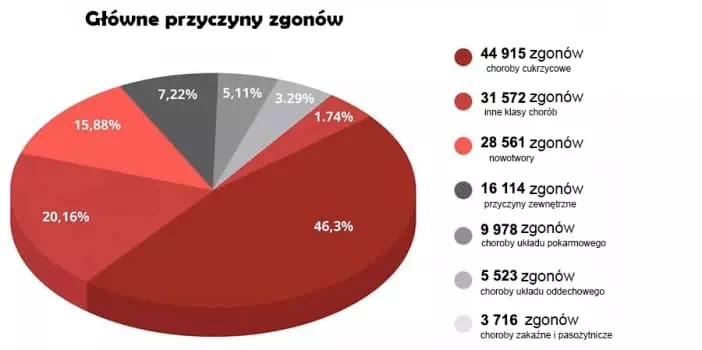 Główne przyczyny zgonów
7,22%
5,11%
3.29%
1.74%
15,88%
20,16%
46,3%
44 915 zgonów
choroby cukrzycowe
31 572 zgonów
inne klasy chorób
28 561 zgonów
nowotwory
16 114 zgonów
przyczyny zewnętrzne
9 978 zgonów
choroby układu pokarmowego
5 523 zgonów
choroby układu oddechowego
3 716 zgonów
choroby zakaźne i pasożytnicze